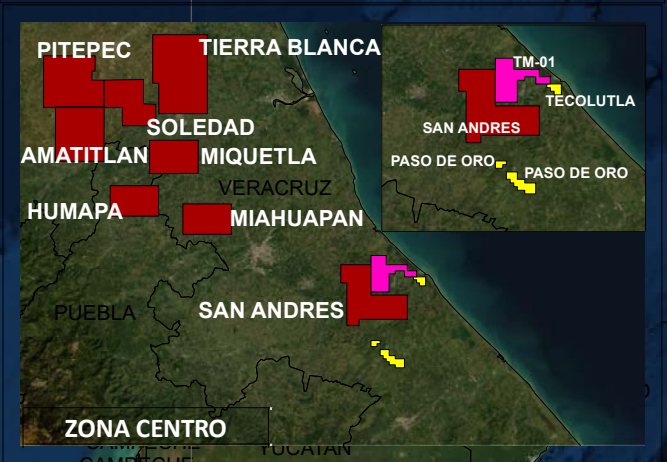 PITEPEC
TIERRA BLANCA
SOLEDAD
AMATITLAN
MIQUETLA
VERACRUZ
HUMAPA
MIAHUAPAN
PUEBLA
SAN ANDRES
TM-01
TECOLUTLA
SAN ANDRES
PASO DE ORO
PASO DE ORO
ZONA CENTRO
YUCATAN
CAMPECHE